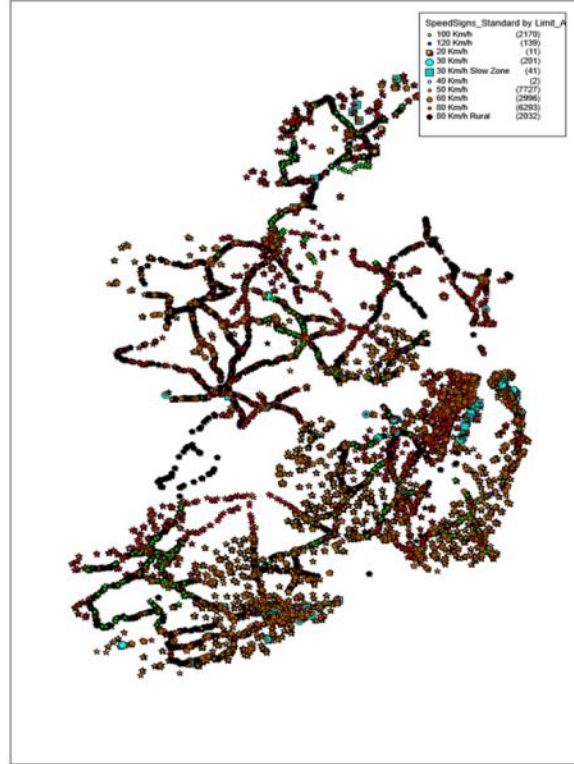 SpeedSigns_Standard by Limit_A
100 Km/h (2170)
120 Km/h (139)
20 Km/h (11)
30 Km/h (201)
30 Km/h Slow Zone (41)
40 Km/h (2)
50 Km/h (7727)
60 Km/h (2996)
80 Km/h (6293)
80 Km/h Rural (2032)